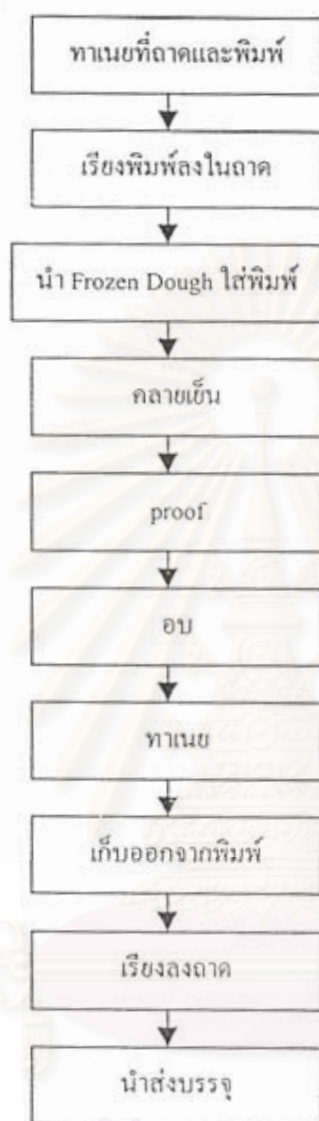 ทาเนยที่ถาดและพิมพ์
เรียงพิมพ์ลงในถาด
นำ Frozen Dough ใส่พิมพ์
คลายเย็น
proof
อบ
ทาเนย
เก็บออกจากพิมพ์
เรียงลงถาด
นำส่งบรรจุ